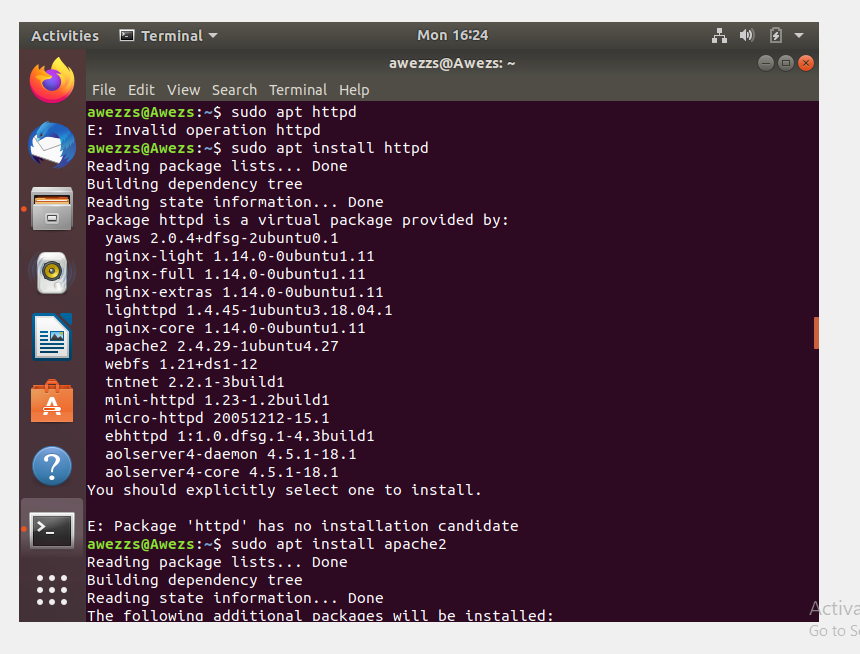 Activities Terminal Mon 16:24
awezzs@Awezs: ~
File Edit View Search Terminal Help
awezzs@Awezs:~$ sudo apt httpd
E: Invalid operation httpd
awezzs@Awezs:~$ sudo apt install httpd
Reading package lists... Done
Building dependency tree
Reading state information... Done
Package httpd is a virtual package provided by:
  yaws 2.0.4+dfsg-2ubuntu0.1
  nginx-light 1.14.0-0ubuntu1.11
  nginx-full 1.14.0-0ubuntu1.11
  nginx-extras 1.14.0-0ubuntu1.11
  lighttpd 1.4.45-1ubuntu3.18.04.1
  nginx-core 1.14.0-0ubuntu1.11
  apache2 2.4.29-1ubuntu4.27
  webfs 1.21+ds1-12
  tntnet 2.2.1-3build1
  mini-httpd 1.23-1.2build1
  micro-httpd 20051212-15.1
  ebhttpd 1:1.0.dfsg.1-4.3build1
  aolserver4-daemon 4.5.1-18.1
  aolserver4-core 4.5.1-18.1
You should explicitly select one to install.
E: Package 'httpd' has no installation candidate
awezzs@Awezs:~$ sudo apt install apache2
Reading package lists... Done
Building dependency tree
Reading state information... Done
The following additional packages will be installed:
Activa
Go to Se